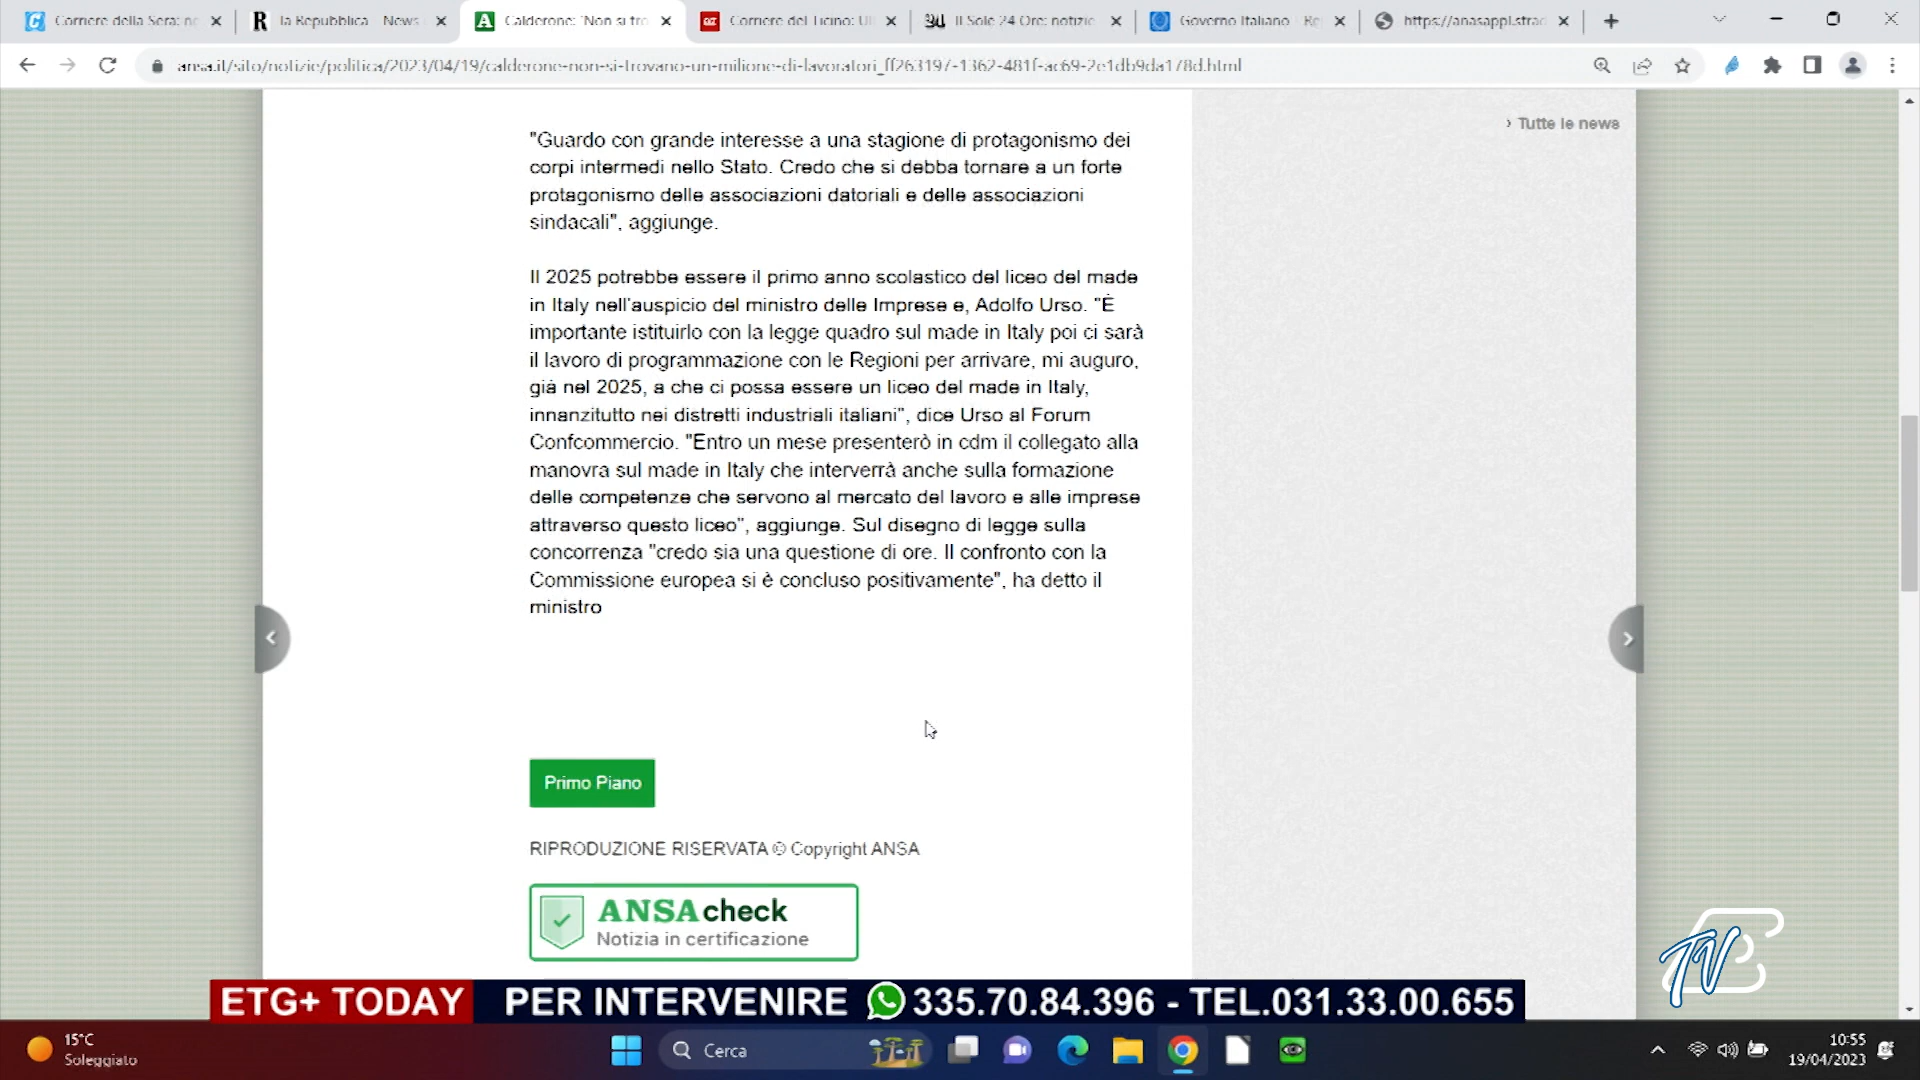 Corriere della Sera: no
la Repubblica - News
Calderone: "Non si tro
Corriere del Ticino: Ul
Il Sole 24 Ore: notizie
Governo Italiano - Re
https://anasappl.strad
ansa.it/sito/notizie/politica/2023/04/19/calderone-non-si-trovano-un-milione-di-lavoratori_ff263197-1362-481f-ac69-2e1db9da178d.html
› Tutte le news
"Guardo con grande interesse a una stagione di protagonismo dei
corpi intermedi nello Stato. Credo che si debba tornare a un forte
protagonismo delle associazioni datoriali e delle associazioni
sindacali", aggiunge.
Il 2025 potrebbe essere il primo anno scolastico del liceo del made
in Italy nell'auspicio del ministro delle Imprese e, Adolfo Urso. "È
importante istituirlo con la legge quadro sul made in Italy poi ci sarà
il lavoro di programmazione con le Regioni per arrivare, mi auguro,
già nel 2025, a che ci possa essere un liceo del made in Italy,
innanzitutto nei distretti industriali italiani", dice Urso al Forum
Confcommercio. "Entro un mese presenterò in cdm il collegato alla
manovra sul made in Italy che interverrà anche sulla formazione
delle competenze che servono al mercato del lavoro e alle imprese
attraverso questo liceo", aggiunge. Sul disegno di legge sulla
concorrenza "credo sia una questione di ore. Il confronto con la
Commissione europea si è concluso positivamente", ha detto il
ministro
Primo Piano
RIPRODUZIONE RISERVATA © Copyright ANSA
ANSAcheck
Notizia in certificazione
ETG+ TODAY PER INTERVENIRE 335.70.84.396 - TEL.031.33.00.655
15°C
Soleggiato
Cerca
10:55
19/04/2023